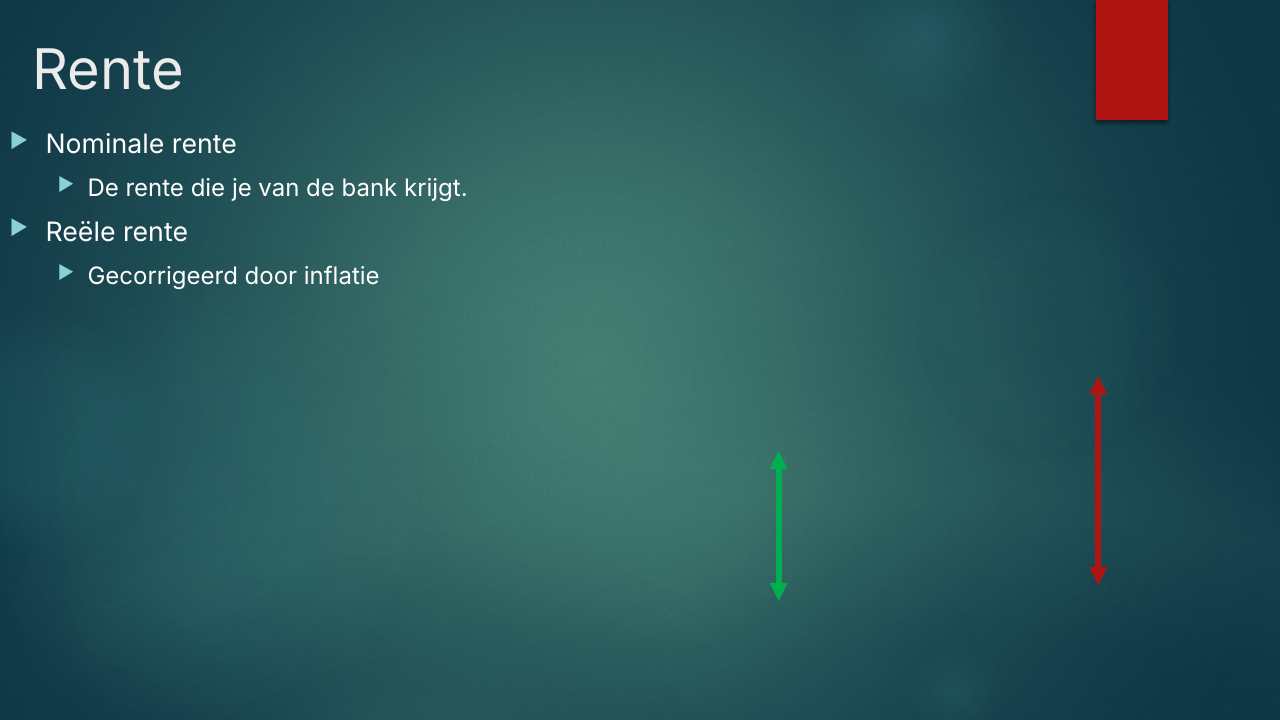 Rente
Nominale rente
De rente die je van de bank krijgt.
Reële rente
Gecorrigeerd door inflatie